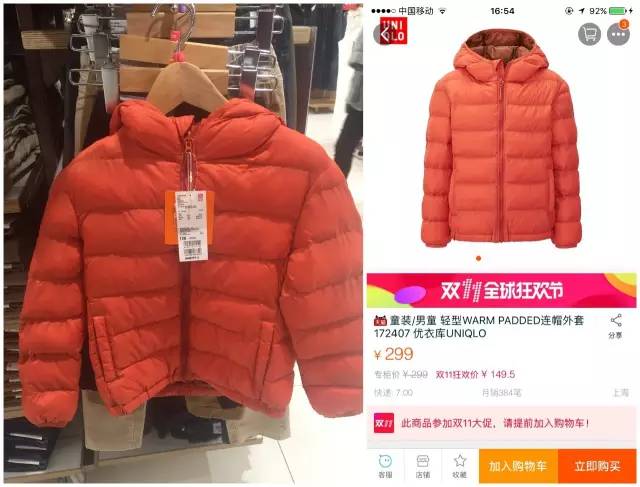 199
●●●○○ 中国移动
16:54
92%
UNI
QLO
3
双11全球狂欢节
童装/男童 轻型WARM PADDED连帽外套
172407 优衣库UNIQLO
分享
¥299
专柜价 ¥299 双11狂欢价 ¥149.5
快递: 7.00 月销384笔 上海
双11 此商品参加双11大促，请提前加入购物车!
客服
店铺
收藏
加入购物车
立即购买